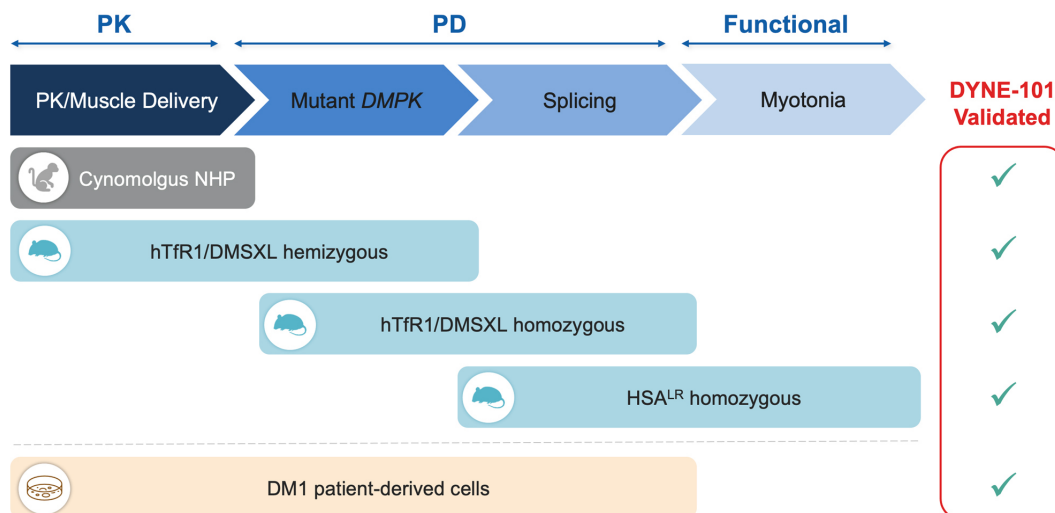 PK
PD
Functional
PK/Muscle Delivery
Mutant DMPK
Splicing
Myotonia
DYNE-101
Validated
Cynomolgus NHP
hTfR1/DMSXL hemizygous
hTfR1/DMSXL homozygous
HSALR homozygous
DM1 patient-derived cells